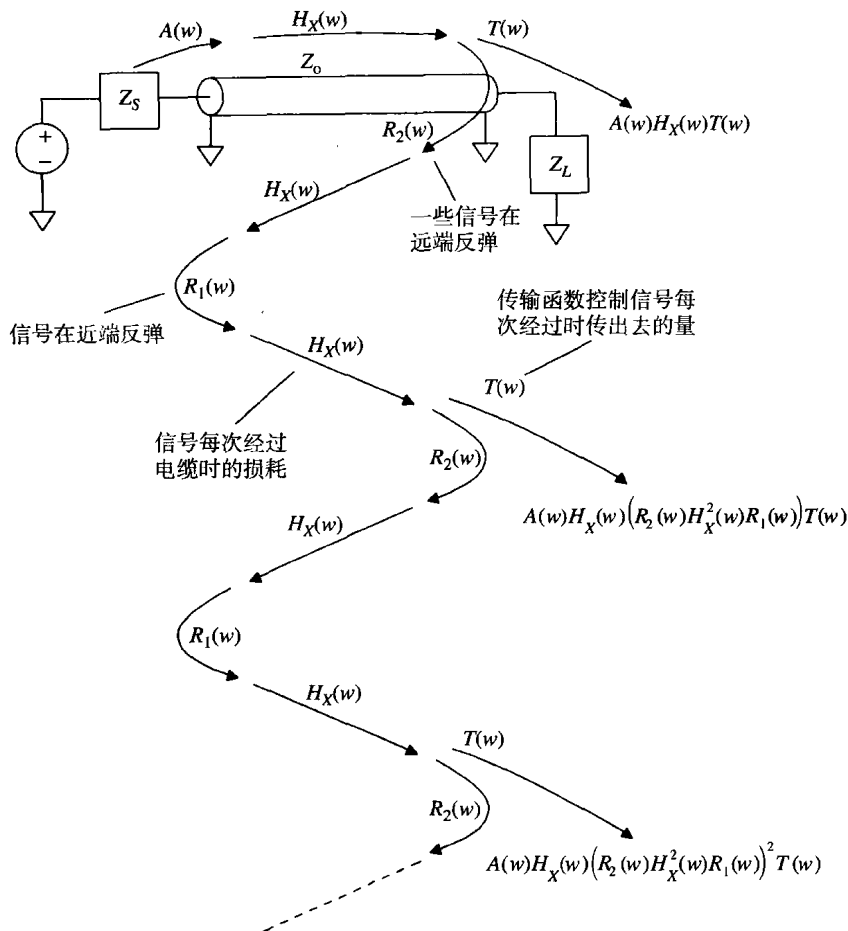 A(w)
H_X(w)
T(w)
Z_o
Z_S
+
−
R_2(w)
A(w)H_X(w)T(w)
Z_L
H_X(w)
一些信号在
远端反弹
R_1(w)
信号在近端反弹
传输函数控制信号每
次经过时传出去的量
H_X(w)
T(w)
信号每次经过
电缆时的损耗
R_2(w)
A(w)H_X(w)(R_2(w)H_X^2(w)R_1(w))T(w)
H_X(w)
R_1(w)
H_X(w)
T(w)
R_2(w)
A(w)H_X(w)(R_2(w)H_X^2(w)R_1(w))^2T(w)